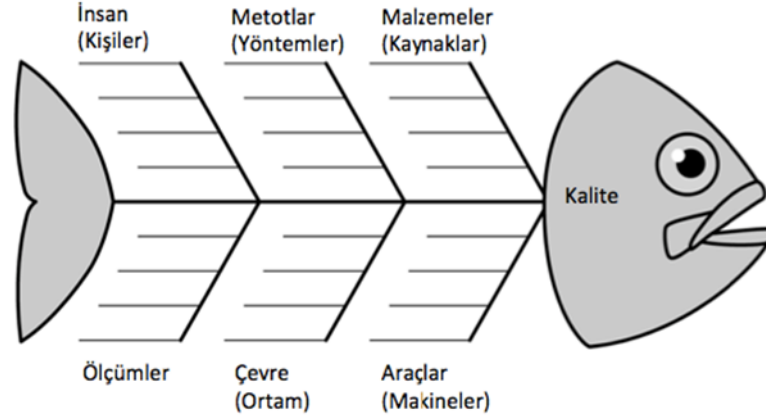 İnsan
(Kişiler)
Metotlar
(Yöntemler)
Malzemeler
(Kaynaklar)
Kalite
Ölçümler
Çevre
(Ortam)
Araçlar
(Makineler)